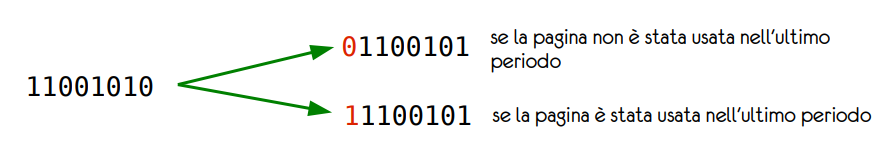 01100101 se la pagina non è stata usata nell'ultimo
periodo
11001010
11100101 se la pagina è stata usata nell'ultimo periodo